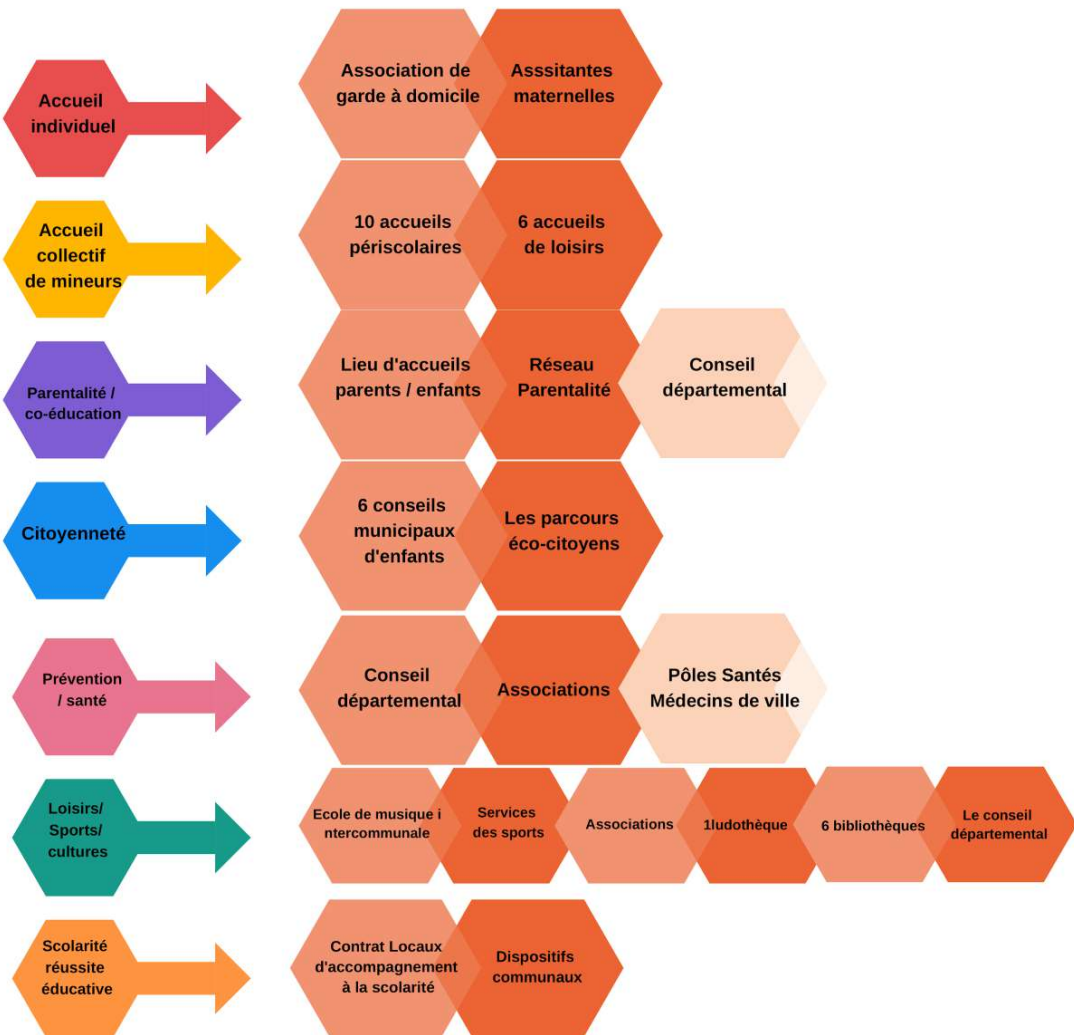 Accueil
individuel
Association de
garde à domicile
Asssitantes
maternelles
Accueil
collectif
de mineurs
10 accueils
périscolaires
6 accueils
de loisirs
Parentalité /
co-éducation
Lieu d'accueils
parents / enfants
Réseau
Parentalité
Conseil
départemental
Citoyenneté
6 conseils
municipaux
d'enfants
Les parcours
éco-citoyens
Prévention
/ santé
Conseil
départemental
Associations
Pôles Santés
Médecins de ville
Loisirs/
Sports/
cultures
Ecole de musique i
ntercommunale
Services
des sports
Associations
1ludothèque
6 bibliothèques
Le conseil
départemental
Scolarité
réussite
éducative
Contrat Locaux
d'accompagnement
à la scolarité
Dispositifs
communaux